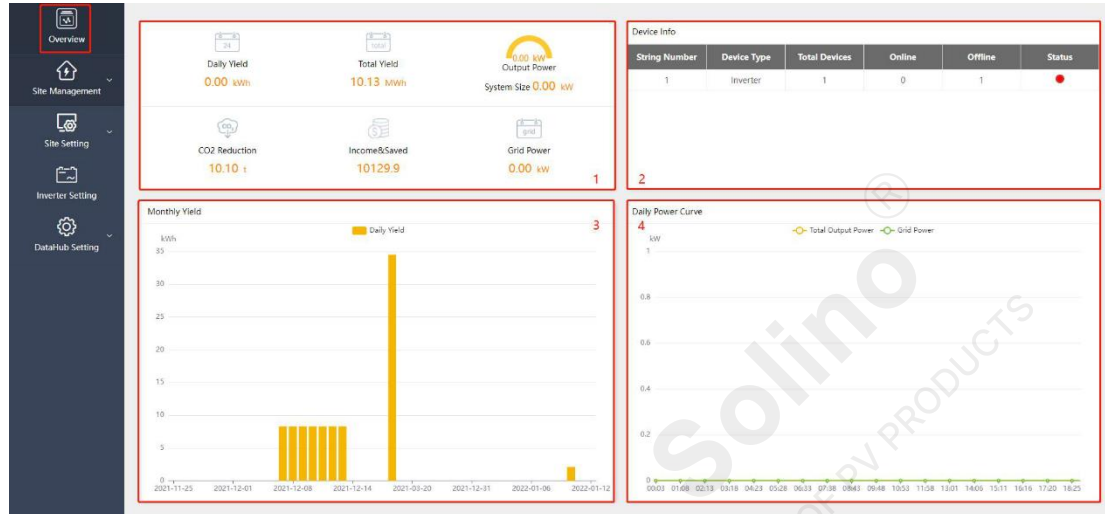 Overview
Site Management
Site Setting
Inverter Setting
DataHub Setting
24
Daily Yield
0.00 kWh
total
Total Yield
10.13 MWh
0.00 kW
Output Power
System Size 0.00 kW
CO2
CO2 Reduction
10.10 t
Income&Saved
10129.9
grid
Grid Power
0.00 kW
1
Device Info
String Number Device Type Total Devices Online Offline Status
1 Inverter 1 0 1
2
Monthly Yield
3
Daily Yield
kWh
35
30
25
20
15
10
5
0
2021-11-25 2021-12-01 2021-12-08 2021-12-14 2021-03-20 2021-12-31 2022-01-06 2022-01-12
Daily Power Curve
4
Total Output Power Grid Power
kW
1
0.8
0.6
0.4
0.2
0
00:03 01:08 02:13 03:18 04:23 05:28 06:33 07:38 08:43 09:48 10:53 11:58 13:01 14:06 15:11 16:16 17:20 18:25
®
Solino
OF PV PRODUCTS